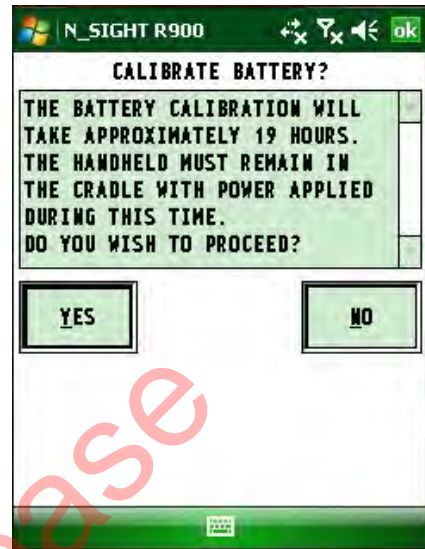 N_SIGHT R900
ok
CALIBRATE BATTERY?
THE BATTERY CALIBRATION WILL
TAKE APPROXIMATELY 19 HOURS.
THE HANDHELD MUST REMAIN IN
THE CRADLE WITH POWER APPLIED
DURING THIS TIME.
DO YOU WISH TO PROCEED?
YES
NO